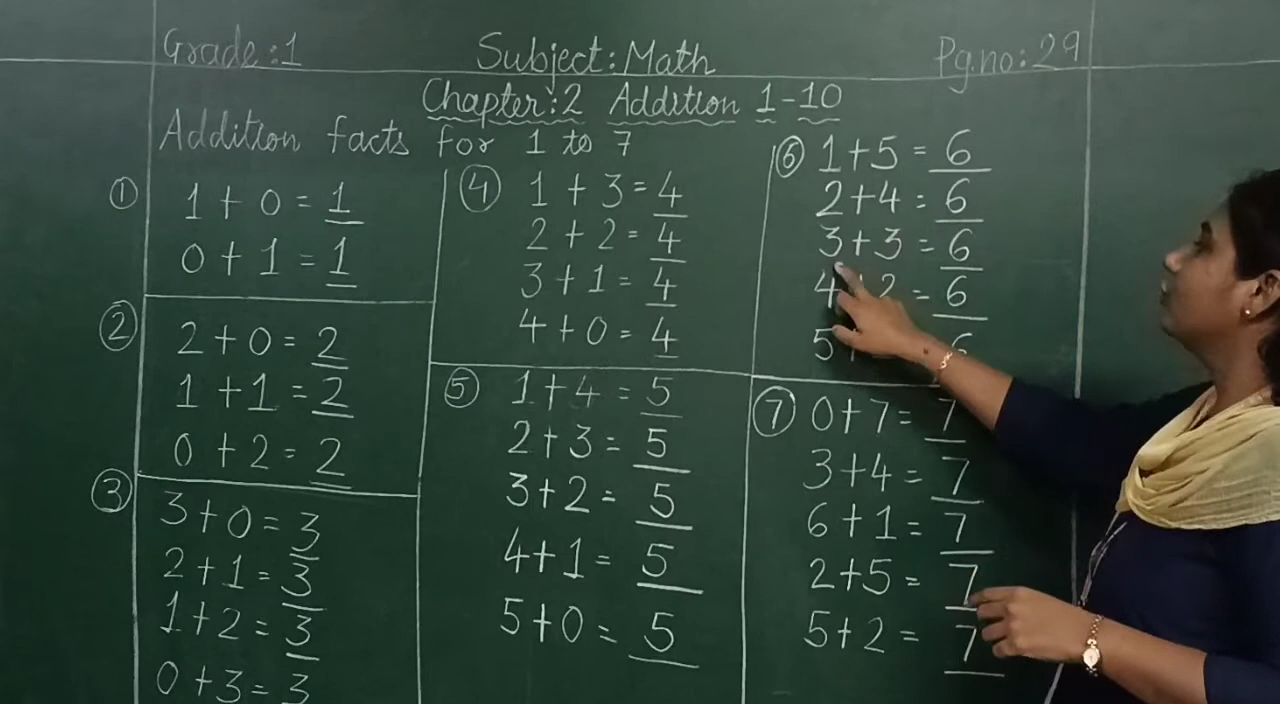 Grade:1 Subject:Math Pg.no:29
Chapter:2 Addition 1-10
Addition facts for 1 to 7
①
1 + 0 = 1
0 + 1 = 1
②
2 + 0 = 2
1 + 1 = 2
0 + 2 = 2
③
3 + 0 = 3
2 + 1 = 3
1 + 2 = 3
0 + 3 = 3
④
1 + 3 = 4
2 + 2 = 4
3 + 1 = 4
4 + 0 = 4
⑤
1 + 4 = 5
2 + 3 = 5
3 + 2 = 5
4 + 1 = 5
5 + 0 = 5
⑥
1 + 5 = 6
2 + 4 = 6
3 + 3 = 6
4 + 2 = 6
5 + 6
⑦
0 + 7 = 7
3 + 4 = 7
6 + 1 = 7
2 + 5 = 7
5 + 2 = 7